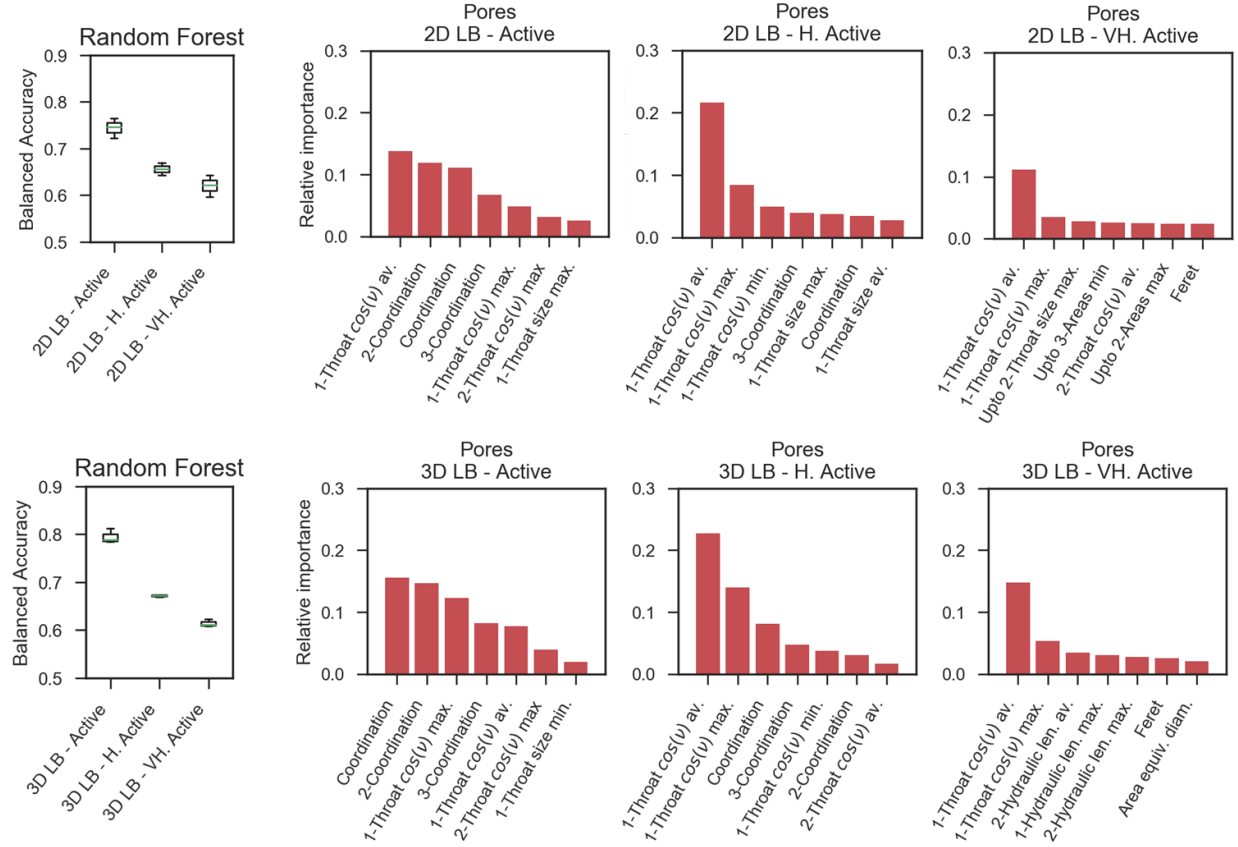 Random Forest
Balanced Accuracy
0.9
0.8
0.7
0.6
0.5
2D LB - Active
2D LB - H. Active
2D LB - VH. Active
Pores
2D LB - Active
Relative importance
0.3
0.2
0.1
0.0
1-Throat cos(ν) av.
2-Coordination
Coordination
3-Coordination
1-Throat cos(ν) max.
2-Throat cos(ν) max
1-Throat size max.
Pores
2D LB - H. Active
0.3
0.2
0.1
0.0
1-Throat cos(ν) av.
1-Throat cos(ν) max.
1-Throat cos(ν) min.
3-Coordination
1-Throat size max.
Coordination
1-Throat size av.
Pores
2D LB - VH. Active
0.3
0.2
0.1
0.0
1-Throat cos(ν) av.
1-Throat cos(ν) max.
Upto 2-Throat size max.
Upto 3-Areas min
2-Throat cos(ν) av.
Upto 2-Areas max
Feret
Random Forest
Balanced Accuracy
0.9
0.8
0.7
0.6
0.5
3D LB - Active
3D LB - H. Active
3D LB - VH. Active
Pores
3D LB - Active
Relative importance
0.3
0.2
0.1
0.0
Coordination
2-Coordination
1-Throat cos(ν) max.
3-Coordination
1-Throat cos(ν) av.
2-Throat cos(ν) max
1-Throat size min.
Pores
3D LB - H. Active
0.3
0.2
0.1
0.0
1-Throat cos(ν) av.
1-Throat cos(ν) max.
Coordination
3-Coordination
1-Throat cos(ν) min.
2-Coordination
2-Throat cos(ν) av.
Pores
3D LB - VH. Active
0.3
0.2
0.1
0.0
1-Throat cos(ν) av.
1-Throat cos(ν) max.
2-Hydraulic len. av.
1-Hydraulic len. max.
2-Hydraulic len. max.
Feret
Area equiv. diam.